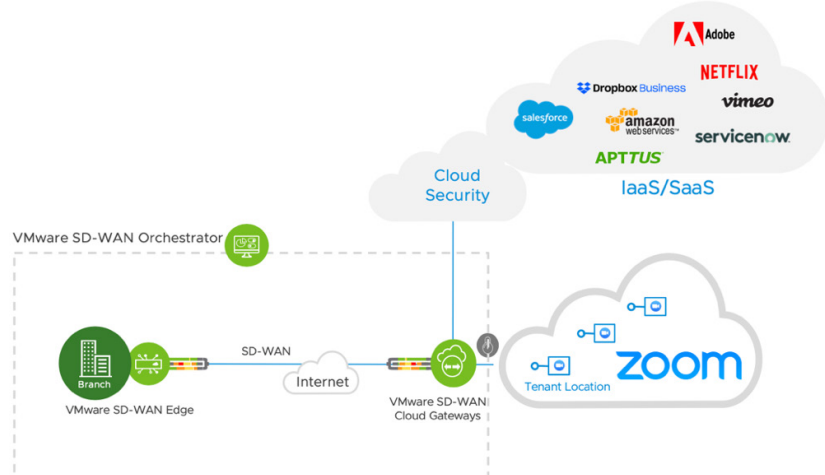 Adobe
NETFLIX
Dropbox Business
vimeo
salesforce
amazon
web services™
servicenow
APTTUS
Cloud
Security
IaaS/SaaS
VMware SD-WAN Orchestrator
SD-WAN
Branch
Internet
zoom
Tenant Location
VMware SD-WAN Edge
VMware SD-WAN
Cloud Gateways